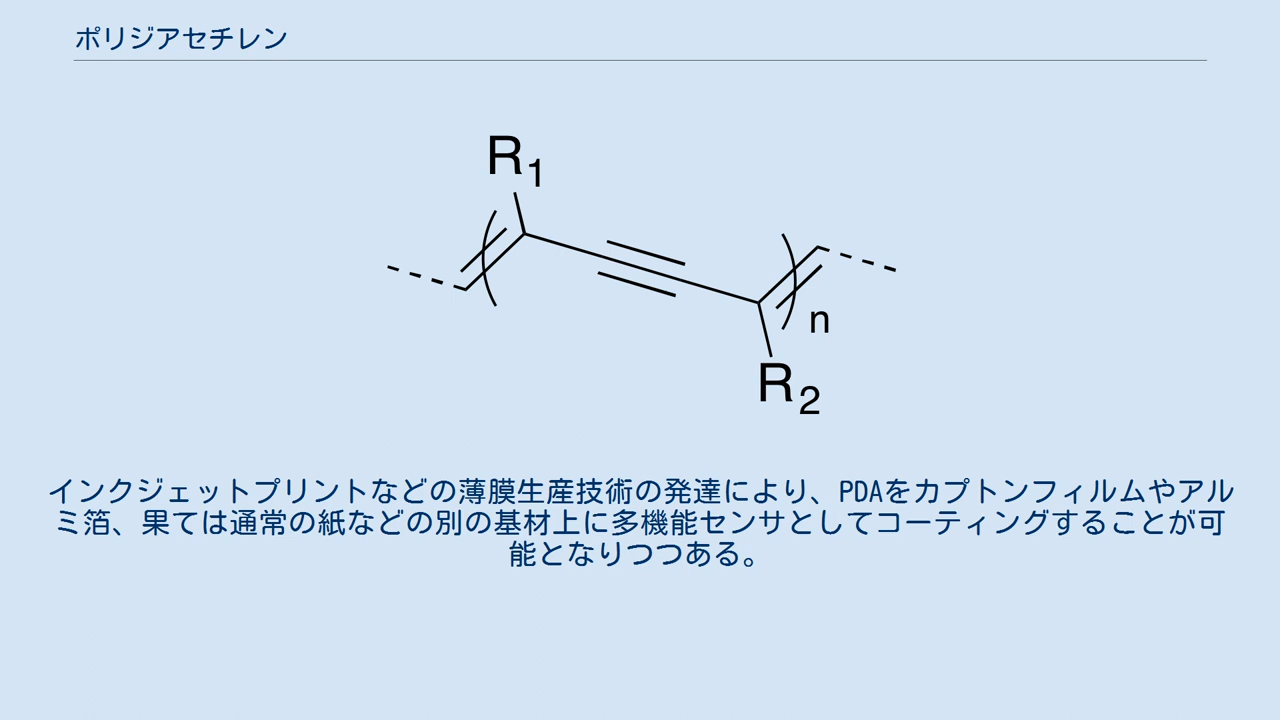 ポリジアセチレン
R1
n
R2
インクジェットプリントなどの薄膜生産技術の発達により、PDAをカプトンフィルムやアル
ミ箔、果ては通常の紙などの別の基材上に多機能センサとしてコーティングすることが可
能となりつつある。